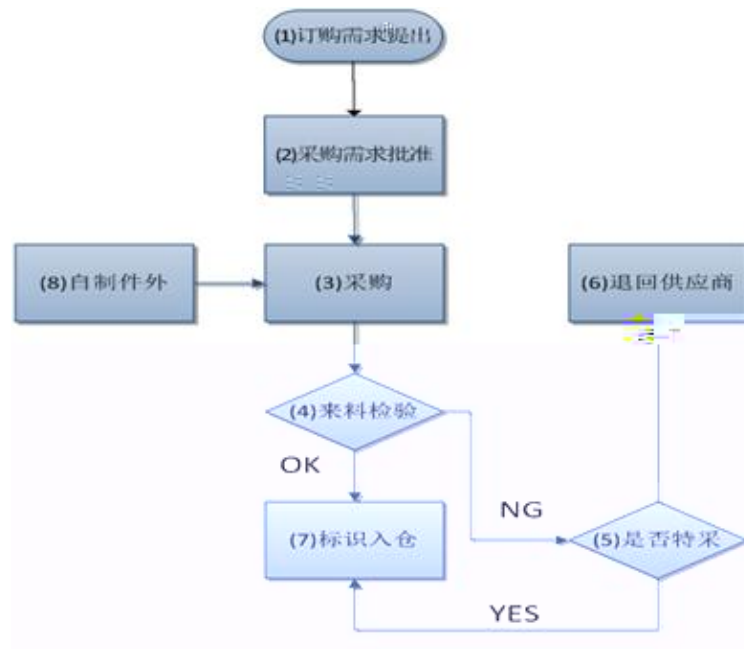 (1)订购需求提出
(2)采购需求批准
(8)自制件外
(3)采购
(6)退回供应商
(4)来料检验
OK
NG
(7)标识入仓
(5)是否特采
YES